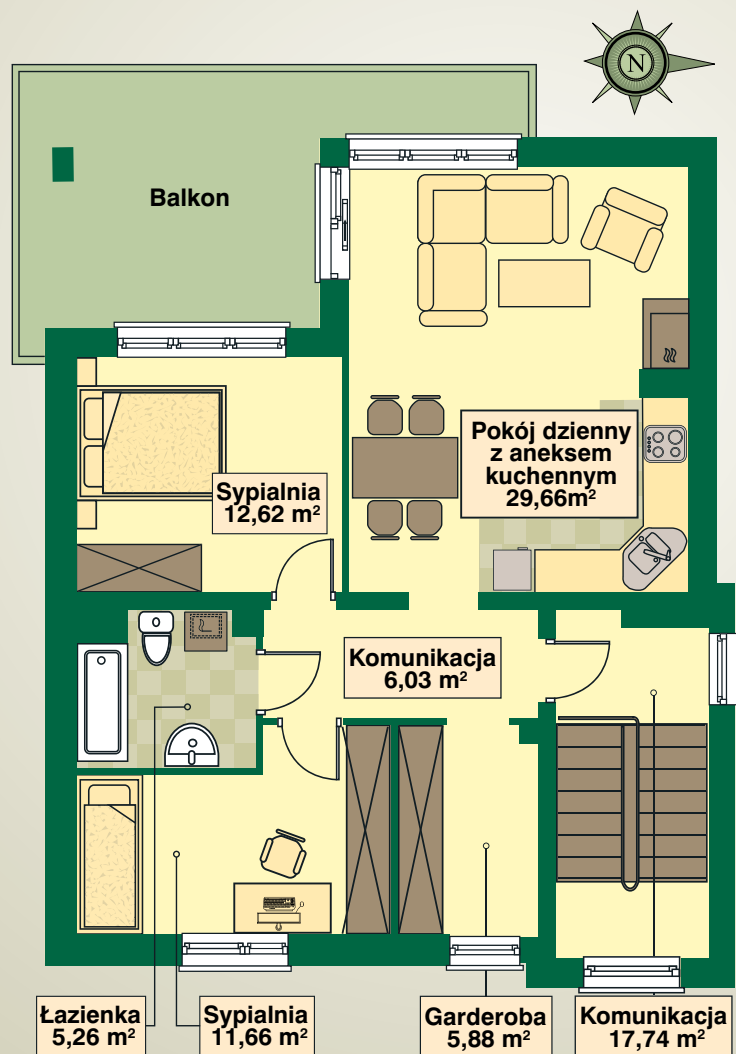 N
Balkon
Pokój dzienny
z aneksem
kuchennym
29,66m²
Sypialnia
12,62 m²
Komunikacja
6,03 m²
Łazienka
5,26 m²
Sypialnia
11,66 m²
Garderoba
5,88 m²
Komunikacja
17,74 m²